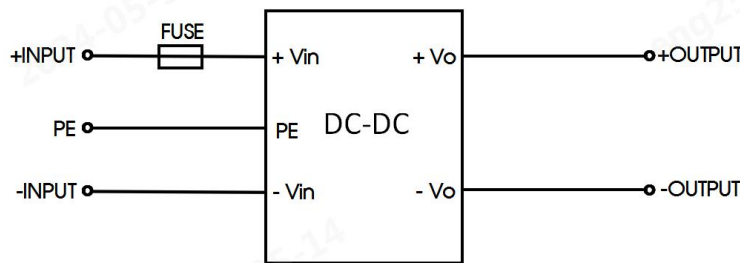 FUSE
+INPUT
+ Vin
+ Vo
+OUTPUT
PE
PE
DC-DC
-INPUT
- Vin
- Vo
-OUTPUT